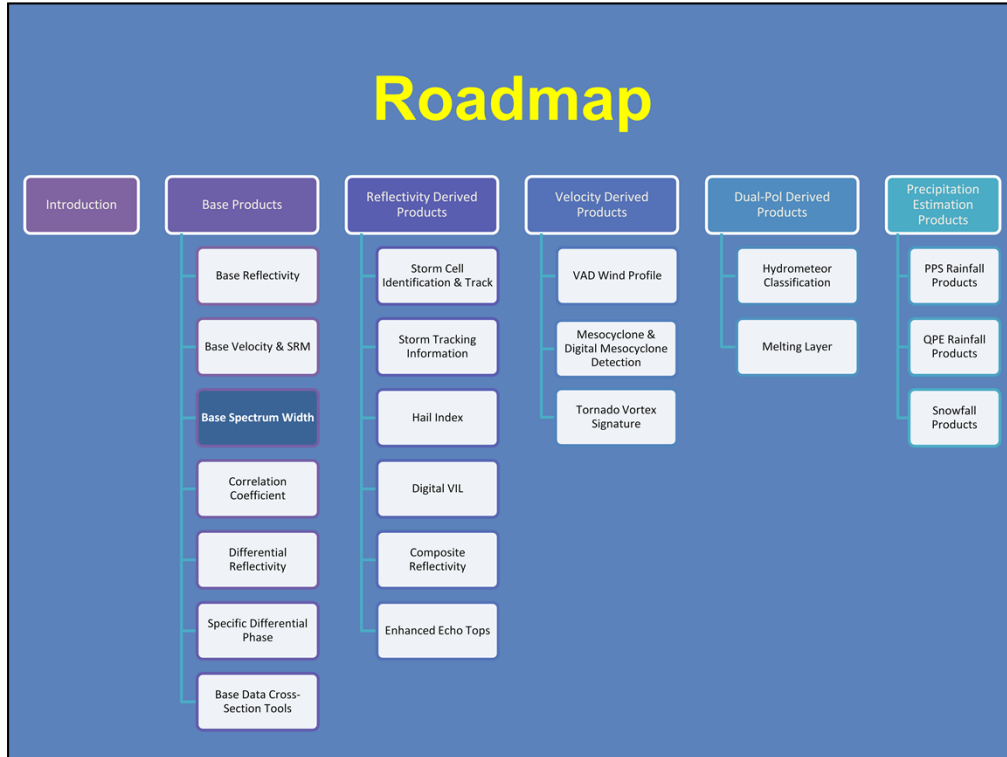 Roadmap
Introduction
Base Products
Base Reflectivity
Base Velocity & SRM
Base Spectrum Width
Correlation
Coefficient
Differential
Reflectivity
Specific Differential
Phase
Base Data Cross-
Section Tools
Reflectivity Derived
Products
Storm Cell
Identification & Track
Storm Tracking
Information
Hail Index
Digital VIL
Composite
Reflectivity
Enhanced Echo Tops
Velocity Derived
Products
VAD Wind Profile
Mesocyclone &
Digital Mesocyclone
Detection
Tornado Vortex
Signature
Dual-Pol Derived
Products
Hydrometeor
Classification
Melting Layer
Precipitation
Estimation
Products
PPS Rainfall
Products
QPE Rainfall
Products
Snowfall
Products